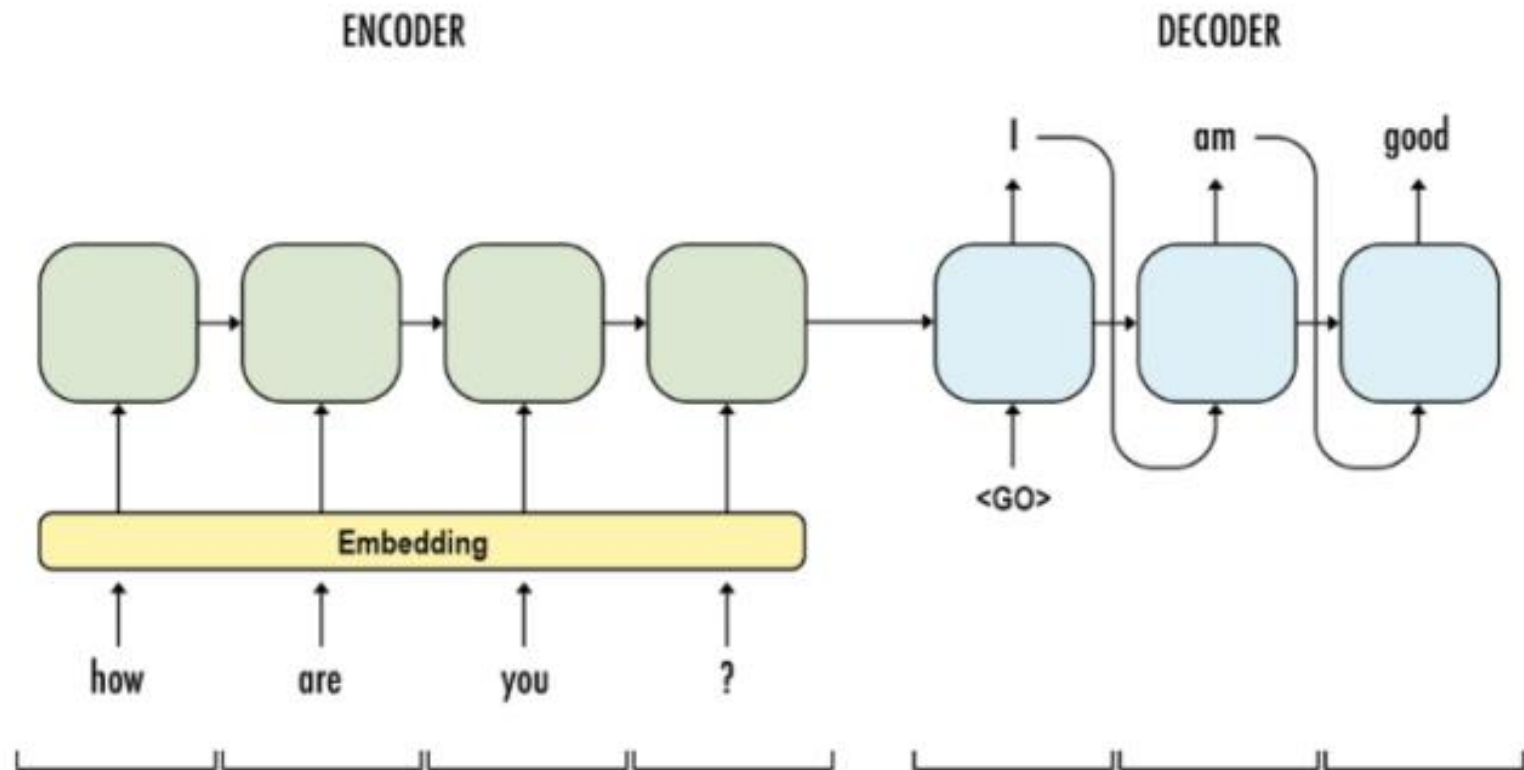 ENCODER DECODER
I am good
<GO>
Embedding
how are you ?